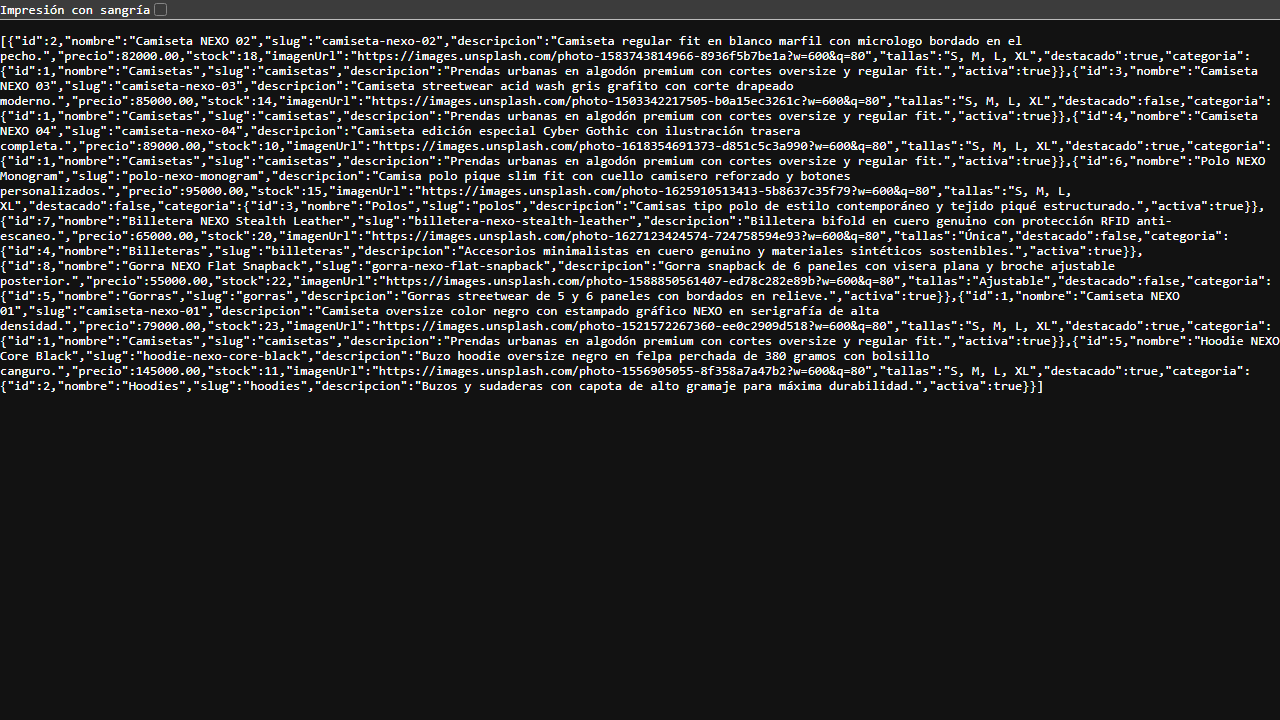 Impresión con sangría
[{"id":2,"nombre":"Camiseta NEXO 02","slug":"camiseta-nexo-02","descripcion":"Camiseta regular fit en blanco marfil con micrologo bordado en el
pecho.","precio":82000.00,"stock":18,"imagenUrl":"https://images.unsplash.com/photo-1583743814966-8936f5b7be1a?w=600&q=80","tallas":"S, M, L, XL","destacado":true,"categoria":
{"id":1,"nombre":"Camisetas","slug":"camisetas","descripcion":"Prendas urbanas en algodón premium con cortes oversize y regular fit.","activa":true}},{"id":3,"nombre":"Camiseta
NEXO 03","slug":"camiseta-nexo-03","descripcion":"Camiseta streetwear acid wash gris grafito con corte drapeado
moderno.","precio":85000.00,"stock":14,"imagenUrl":"https://images.unsplash.com/photo-1503342217505-b0a15ec3261c?w=600&q=80","tallas":"S, M, L, XL","destacado":false,"categoria":
{"id":1,"nombre":"Camisetas","slug":"camisetas","descripcion":"Prendas urbanas en algodón premium con cortes oversize y regular fit.","activa":true}},{"id":4,"nombre":"Camiseta
NEXO 04","slug":"camiseta-nexo-04","descripcion":"Camiseta edición especial Cyber Gothic con ilustración trasera
completa.","precio":89000.00,"stock":10,"imagenUrl":"https://images.unsplash.com/photo-1618354691373-d851c5c3a990?w=600&q=80","tallas":"S, M, L, XL","destacado":true,"categoria":
{"id":1,"nombre":"Camisetas","slug":"camisetas","descripcion":"Prendas urbanas en algodón premium con cortes oversize y regular fit.","activa":true}},{"id":6,"nombre":"Polo NEXO
Monogram","slug":"polo-nexo-monogram","descripcion":"Camisa polo pique slim fit con cuello camisero reforzado y botones
personalizados.","precio":95000.00,"stock":15,"imagenUrl":"https://images.unsplash.com/photo-1625910513413-5b8637c35f79?w=600&q=80","tallas":"S, M, L,
XL","destacado":false,"categoria":{"id":3,"nombre":"Polos","slug":"polos","descripcion":"Camisas tipo polo de estilo contemporáneo y tejido piqué estructurado.","activa":true}},
{"id":7,"nombre":"Billetera NEXO Stealth Leather","slug":"billetera-nexo-stealth-leather","descripcion":"Billetera bifold en cuero genuino con protección RFID anti-
escaneo.","precio":65000.00,"stock":20,"imagenUrl":"https://images.unsplash.com/photo-1627123424574-724758594e93?w=600&q=80","tallas":"Única","destacado":false,"categoria":
{"id":4,"nombre":"Billeteras","slug":"billeteras","descripcion":"Accesorios minimalistas en cuero genuino y materiales sintéticos sostenibles.","activa":true}},
{"id":8,"nombre":"Gorra NEXO Flat Snapback","slug":"gorra-nexo-flat-snapback","descripcion":"Gorra snapback de 6 paneles con visera plana y broche ajustable
posterior.","precio":55000.00,"stock":22,"imagenUrl":"https://images.unsplash.com/photo-1588850561407-ed78c282e89b?w=600&q=80","tallas":"Ajustable","destacado":false,"categoria":
{"id":5,"nombre":"Gorras","slug":"gorras","descripcion":"Gorras streetwear de 5 y 6 paneles con bordados en relieve.","activa":true}},{"id":1,"nombre":"Camiseta NEXO
01","slug":"camiseta-nexo-01","descripcion":"Camiseta oversize color negro con estampado gráfico NEXO en serigrafía de alta
densidad.","precio":79000.00,"stock":23,"imagenUrl":"https://images.unsplash.com/photo-1521572267360-ee0c2909d518?w=600&q=80","tallas":"S, M, L, XL","destacado":true,"categoria":
{"id":1,"nombre":"Camisetas","slug":"camisetas","descripcion":"Prendas urbanas en algodón premium con cortes oversize y regular fit.","activa":true}},{"id":5,"nombre":"Hoodie NEXO
Core Black","slug":"hoodie-nexo-core-black","descripcion":"Buzo hoodie oversize negro en felpa perchada de 380 gramos con bolsillo
canguro.","precio":145000.00,"stock":11,"imagenUrl":"https://images.unsplash.com/photo-1556905055-8f358a7a47b2?w=600&q=80","tallas":"S, M, L, XL","destacado":true,"categoria":
{"id":2,"nombre":"Hoodies","slug":"hoodies","descripcion":"Buzos y sudaderas con capota de alto gramaje para máxima durabilidad.","activa":true}}]